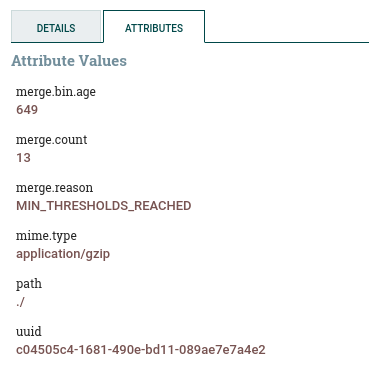 DETAILS
ATTRIBUTES
Attribute Values
merge.bin.age
649
merge.count
13
merge.reason
MIN_THRESHOLDS_REACHED
mime.type
application/gzip
path
./
uuid
c04505c4-1681-490e-bd11-089ae7e7a4e2